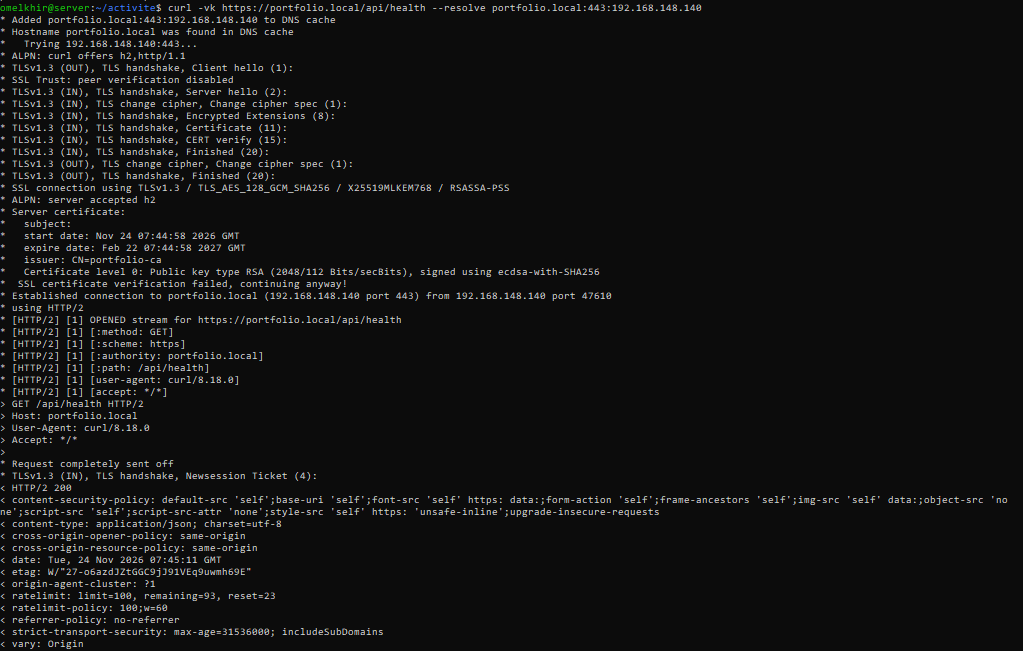 omelkhir@server:~/activite$ curl -vk https://portfolio.local/api/health --resolve portfolio.local:443:192.168.148.140
* Added portfolio.local:443:192.168.148.140 to DNS cache
* Hostname portfolio.local was found in DNS cache
*   Trying 192.168.148.140:443...
* ALPN: curl offers h2,http/1.1
* TLSv1.3 (OUT), TLS handshake, Client hello (1):
* SSL Trust: peer verification disabled
* TLSv1.3 (IN), TLS handshake, Server hello (2):
* TLSv1.3 (IN), TLS change cipher, Change cipher spec (1):
* TLSv1.3 (IN), TLS handshake, Encrypted Extensions (8):
* TLSv1.3 (IN), TLS handshake, Certificate (11):
* TLSv1.3 (IN), TLS handshake, CERT verify (15):
* TLSv1.3 (IN), TLS handshake, Finished (20):
* TLSv1.3 (OUT), TLS change cipher, Change cipher spec (1):
* TLSv1.3 (OUT), TLS handshake, Finished (20):
* SSL connection using TLSv1.3 / TLS_AES_128_GCM_SHA256 / X25519MLKEM768 / RSASSA-PSS
* ALPN: server accepted h2
* Server certificate:
*   subject:
*   start date: Nov 24 07:44:58 2026 GMT
*   expire date: Feb 22 07:44:58 2027 GMT
*   issuer: CN=portfolio-ca
*   Certificate level 0: Public key type RSA (2048/112 Bits/secBits), signed using ecdsa-with-SHA256
*  SSL certificate verification failed, continuing anyway!
* Established connection to portfolio.local (192.168.148.140 port 443) from 192.168.148.140 port 47610
* using HTTP/2
* [HTTP/2] [1] OPENED stream for https://portfolio.local/api/health
* [HTTP/2] [1] [:method: GET]
* [HTTP/2] [1] [:scheme: https]
* [HTTP/2] [1] [:authority: portfolio.local]
* [HTTP/2] [1] [:path: /api/health]
* [HTTP/2] [1] [user-agent: curl/8.18.0]
* [HTTP/2] [1] [accept: */*]
> GET /api/health HTTP/2
> Host: portfolio.local
> User-Agent: curl/8.18.0
> Accept: */*
>
* Request completely sent off
* TLSv1.3 (IN), TLS handshake, Newsession Ticket (4):
< HTTP/2 200
< content-security-policy: default-src 'self';base-uri 'self';font-src 'self' https: data:;form-action 'self';frame-ancestors 'self';img-src 'self' data:;object-src 'no
ne';script-src 'self';script-src-attr 'none';style-src 'self' https: 'unsafe-inline';upgrade-insecure-requests
< content-type: application/json; charset=utf-8
< cross-origin-opener-policy: same-origin
< cross-origin-resource-policy: same-origin
< date: Tue, 24 Nov 2026 07:45:11 GMT
< etag: W/"27-o6azdJZtGGC9jJ91VEq9uwmh69E"
< origin-agent-cluster: ?1
< ratelimit: limit=100, remaining=93, reset=23
< ratelimit-policy: 100;w=60
< referrer-policy: no-referrer
< strict-transport-security: max-age=31536000; includeSubDomains
< vary: Origin